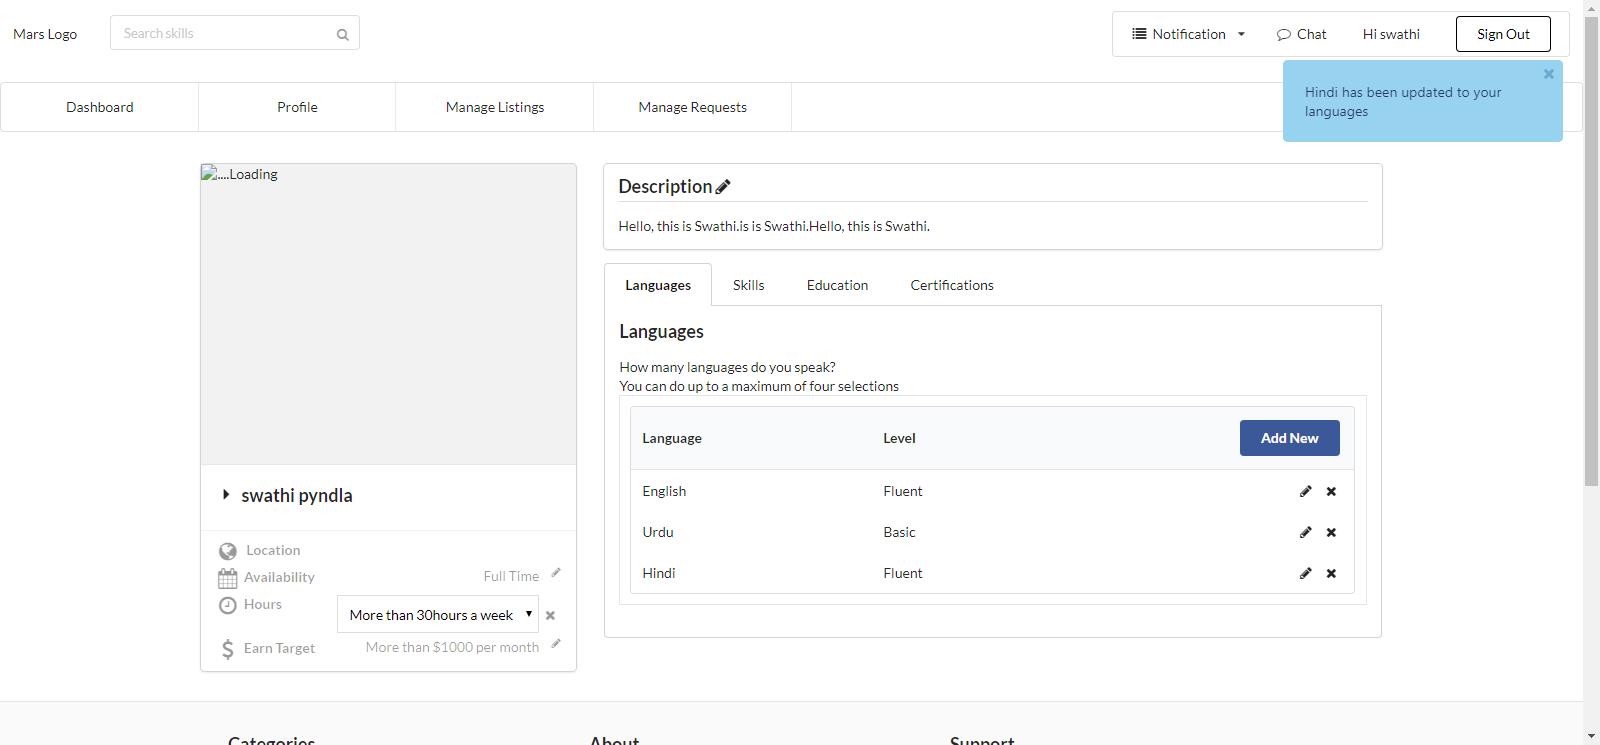 Mars Logo
Search skills
Notification
Chat
Hi swathi
Sign Out
Hindi has been updated to your
languages
Dashboard
Profile
Manage Listings
Manage Requests
....Loading
swathi pyndla
Location
Availability
Full Time
Hours
More than 30hours a week
Earn Target
More than $1000 per month
Description
Hello, this is Swathi.is is Swathi.Hello, this is Swathi.
Languages
Skills
Education
Certifications
Languages
How many languages do you speak?
You can do up to a maximum of four selections
Language
Level
Add New
English
Fluent
Urdu
Basic
Hindi
Fluent
Categories
About
Support